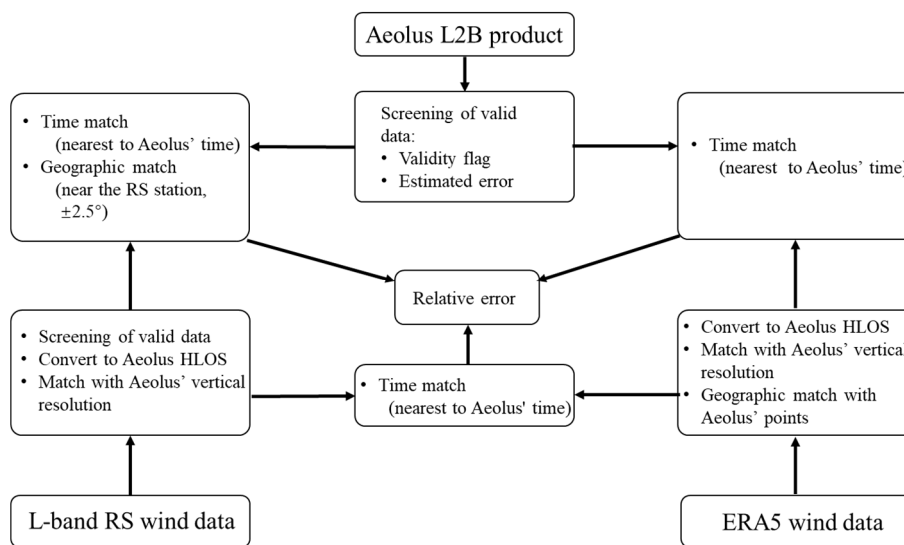 Aeolus L2B product
Screening of valid
data:
• Validity flag
• Estimated error
• Time match
(nearest to Aeolus’ time)
• Geographic match
(near the RS station,
±2.5°)
• Time match
(nearest to Aeolus’ time)
Relative error
• Screening of valid data
• Convert to Aeolus HLOS
• Match with Aeolus’ vertical
resolution
• Time match
(nearest to Aeolus' time)
• Convert to Aeolus HLOS
• Match with Aeolus’ vertical
resolution
• Geographic match with
Aeolus’ points
L-band RS wind data
ERA5 wind data